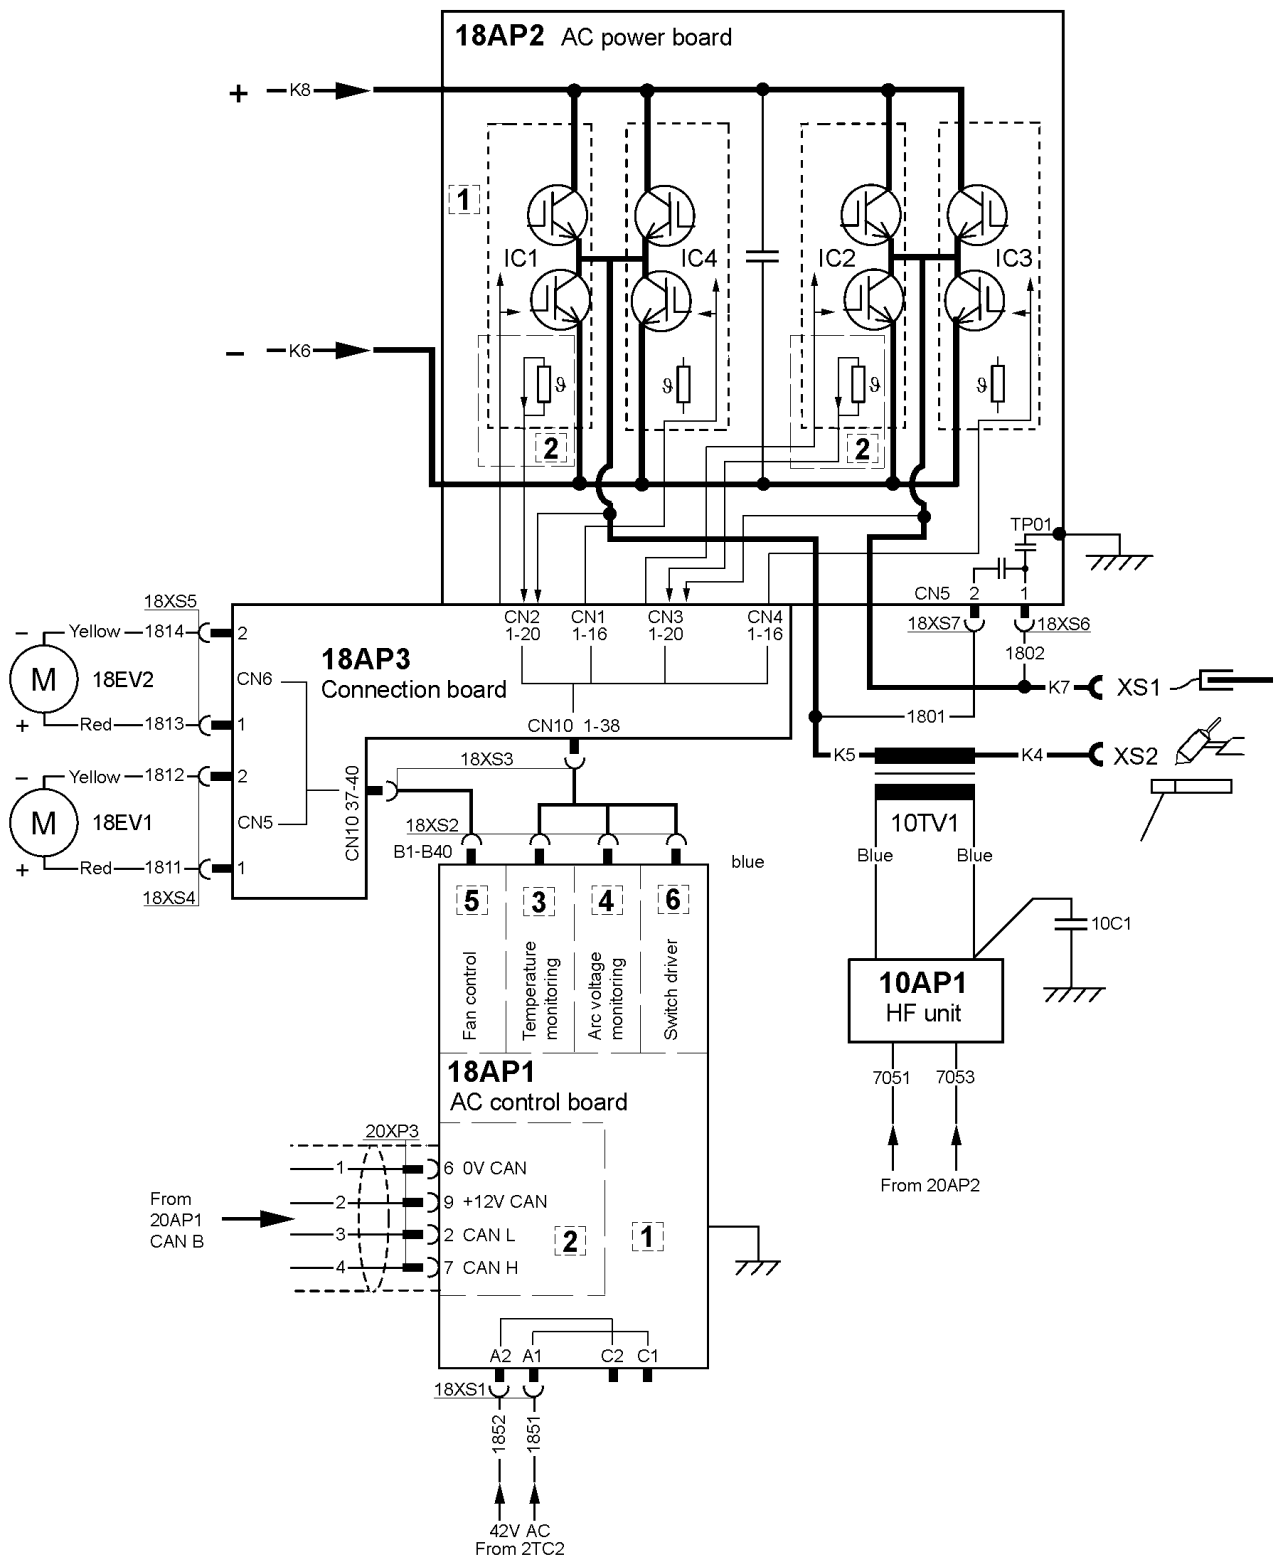 18AP2 AC power board
+ K8
1
IC1 IC4 IC2 IC3
- K6
ϑ ϑ ϑ ϑ
2 2
TP01
CN5 2 1
18XS7 18XS6
1802
CN2 CN1 CN3 CN4
1-20 1-16 1-20 1-16
18XS5
- Yellow 1814 2
M 18EV2
+ Red 1813 1
CN6
18AP3
Connection board
K7 XS1
1801
CN10 1-38
K5 K4 XS2
18XS3
- Yellow 1812 2
M 18EV1
+ Red 1811 1
CN5
18XS4
CN10 37-40
10TV1
18XS2
B1-B40
blue
Blue Blue
5 3 4 6
Fan control
Temperature
monitoring
Arc voltage
monitoring
Switch driver
10C1
10AP1
HF unit
7051 7053
From 20AP2
18AP1
AC control board
20XP3
1 6 0V CAN
2 9 +12V CAN
3 2 CAN L
4 7 CAN H
From
20AP1
CAN B
2 1
A2 A1 C2 C1
18XS1
1852 1851
42V AC
From 2TC2